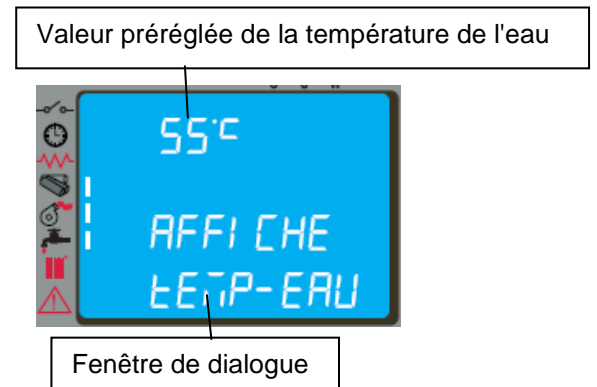 Valeur préréglée de la température de l'eau
55°C
AFFICHE
tEMP-EAU
Fenêtre de dialogue